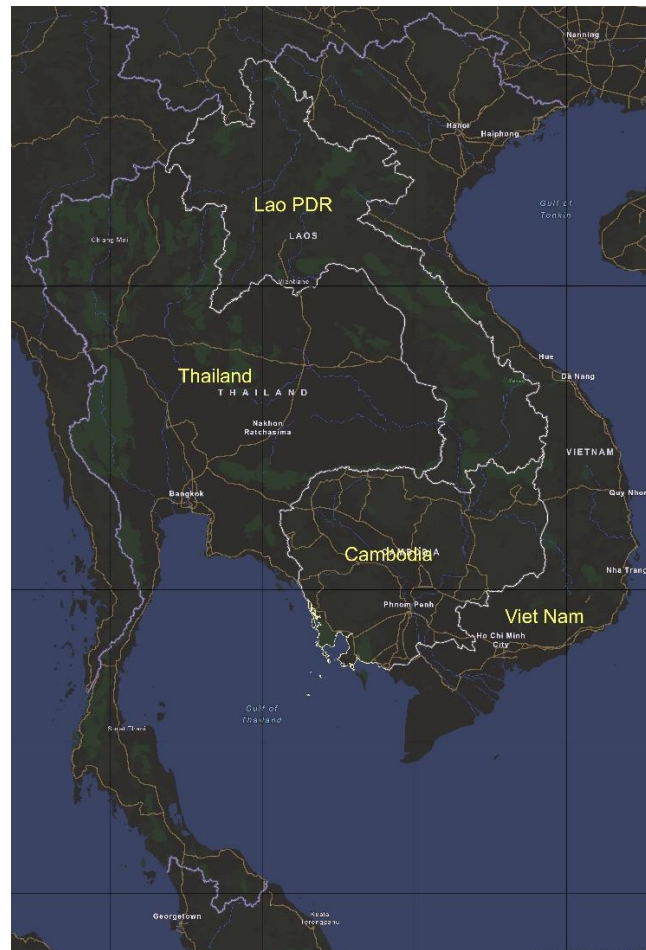 Nanning
Hanoi
Haiphong
Lao PDR
Gulf of
Tonkin
LAOS
Chiang Mai
Vientiane
Hue
Da Nang
Thailand
THAILAND
Nakhon
Ratchasima
VIETNAM
Bangkok
Quy Nhon
CAMBODIA
Cambodia
Nha Trang
Phnom Penh
Viet Nam
Ho Chi Minh
City
Gulf of
Thailand
Surat Thani
Georgetown
Kuala
Terengganu